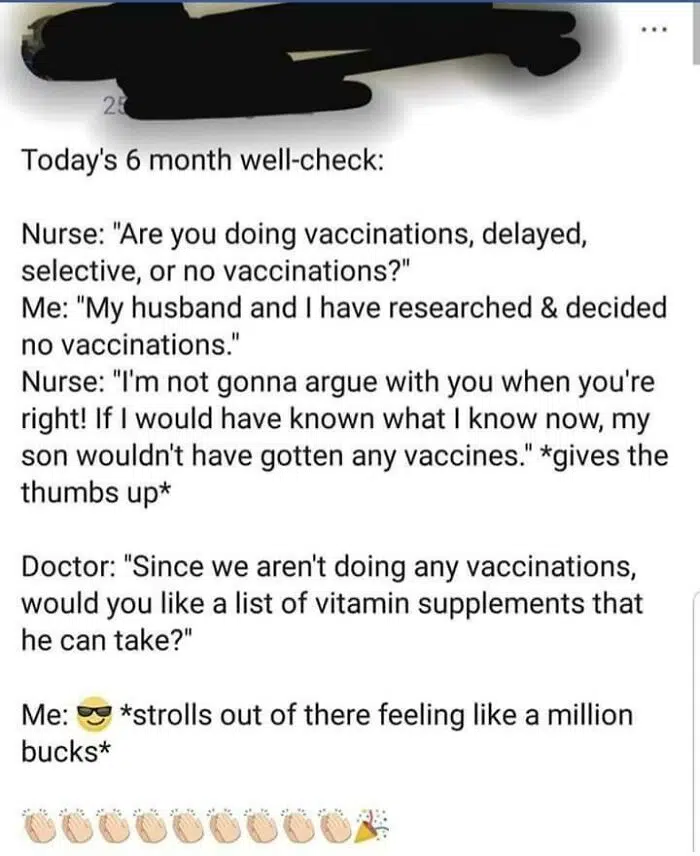 Today's 6 month well-check:
Nurse: "Are you doing vaccinations, delayed,
selective, or no vaccinations?"
Me: "My husband and I have researched & decided
no vaccinations."
Nurse: "I'm not gonna argue with you when you're
right! If I would have known what I know now, my
son wouldn't have gotten any vaccines." *gives the
thumbs up*
Doctor: "Since we aren't doing any vaccinations,
would you like a list of vitamin supplements that
he can take?"
Me: 😎 *strolls out of there feeling like a million
bucks*
👏🏻👏🏻👏🏻👏🏻👏🏻👏🏻👏🏻👏🏻👏🏻🎉